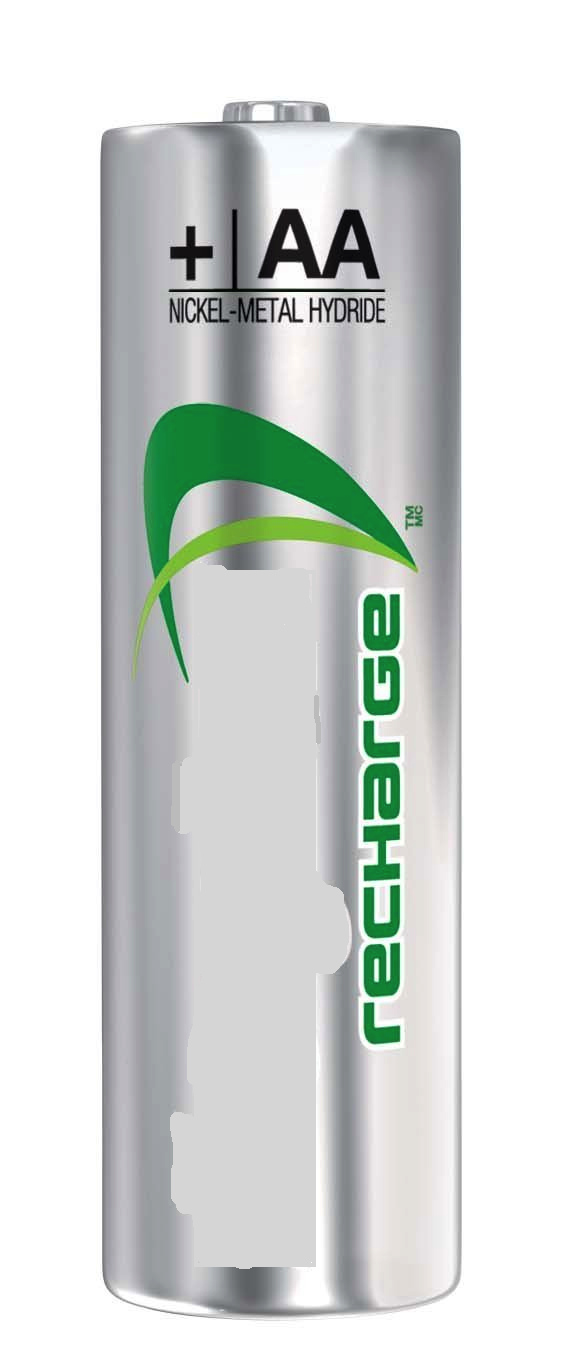 + AA
NICKEL-METAL HYDRIDE
TM
MC
recHarGe